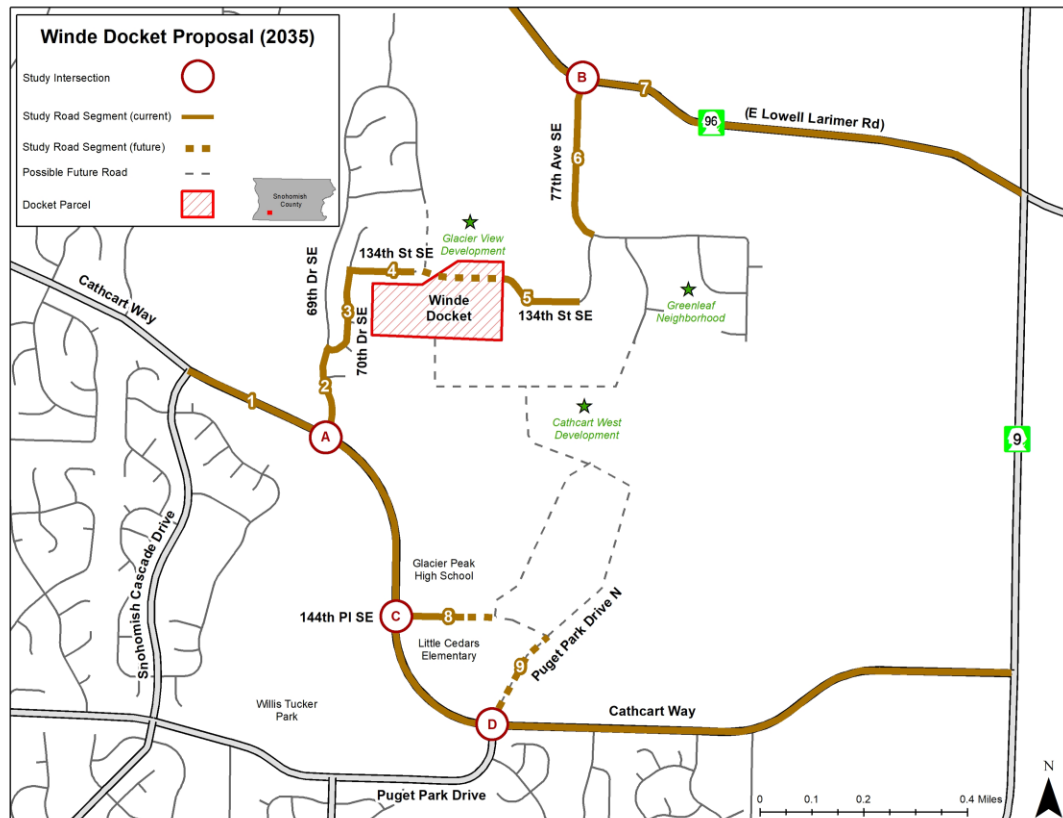 Winde Docket Proposal (2035)
Study Intersection
Study Road Segment (current)
Study Road Segment (future)
Possible Future Road
Docket Parcel
Snohomish
County
B
7
96
(E Lowell Larimer Rd)
77th Ave SE
6
Glacier View
Development
69th Dr SE
134th St SE
4
Winde
Docket
5
134th St SE
Greenleaf
Neighborhood
Cathcart Way
3
70th Dr SE
2
1
A
Cathcart West
Development
9
Snohomish Cascade Drive
Glacier Peak
High School
144th Pl SE
C
8
Little Cedars
Elementary
Puget Park Drive N
9
Willis Tucker
Park
D
Cathcart Way
Puget Park Drive
N
0 0.1 0.2 0.4 Miles